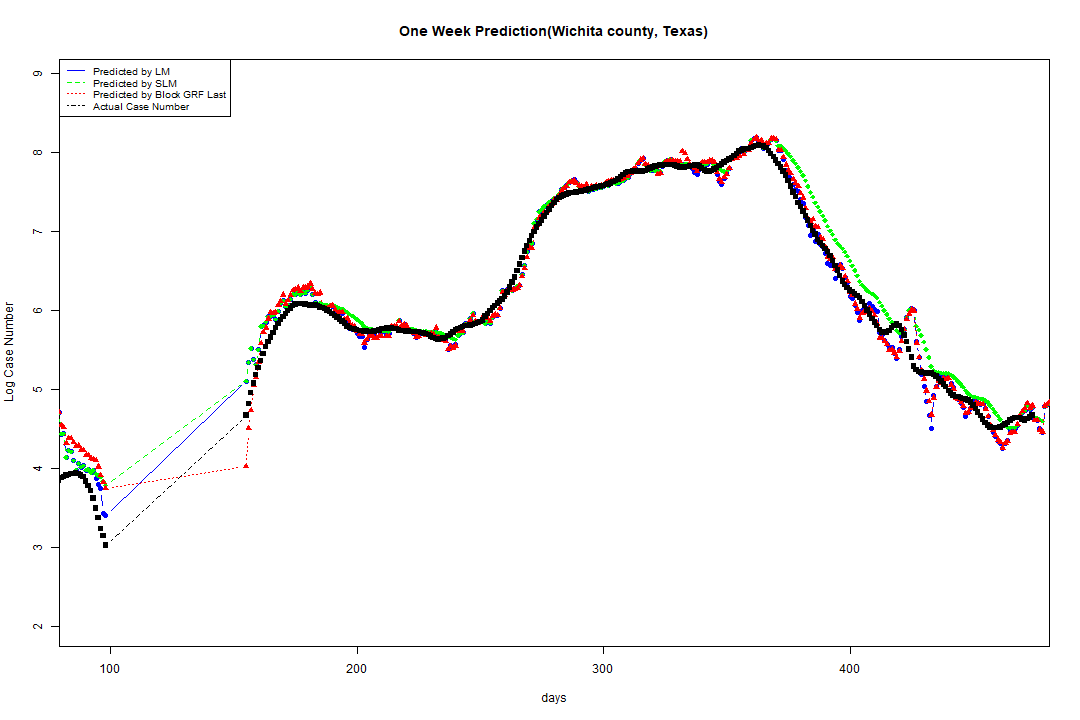 One Week Prediction(Wichita county, Texas)
Predicted by LM
Predicted by SLM
Predicted by Block GRF Last
Actual Case Number
9
8
7
6
5
4
3
2
Log Case Number
100 200 300 400
days